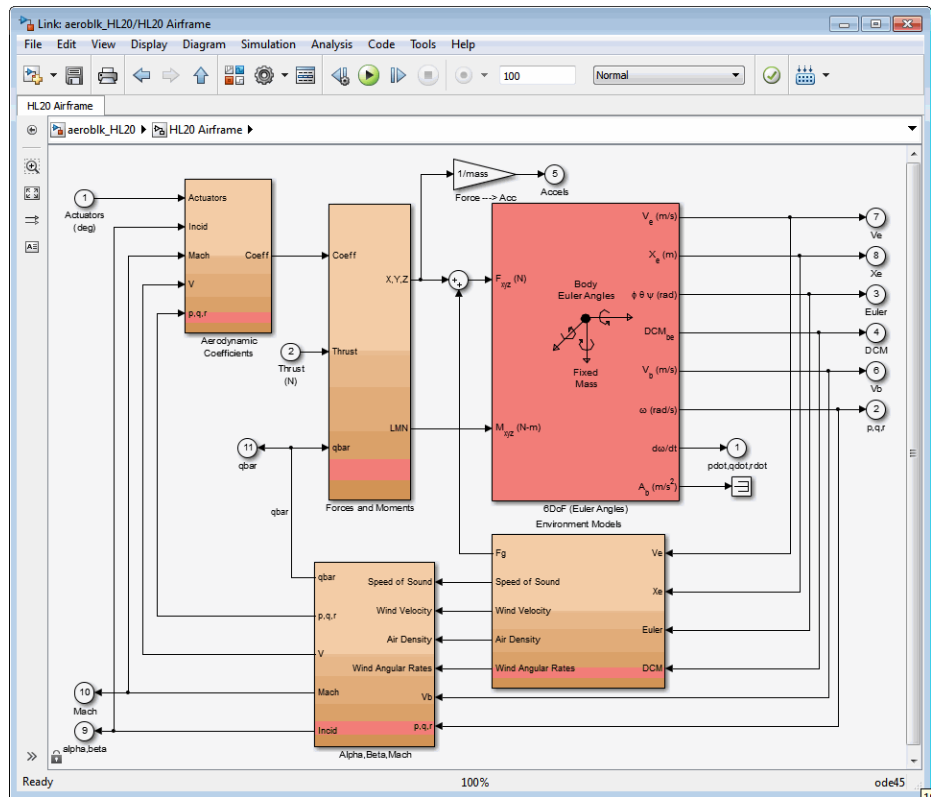 Link: aeroblk_HL20/HL20 Airframe
File Edit View Display Diagram Simulation Analysis Code Tools Help
100 Normal
HL20 Airframe
aeroblk_HL20 HL20 Airframe
1
Actuators
(deg)
Actuators
Incid
Mach
V
p,q,r
Coeff
Aerodynamic
Coefficients
2
Thrust
(N)
11
qbar
qbar
Coeff
Thrust
qbar
X,Y,Z
LMN
Forces and Moments
1/mass
Force ---> Acc
5
Accels
F_xyz (N)
M_xyz (N-m)
Body
Euler Angles
Fixed
Mass
V_e (m/s)
X_e (m)
ϕ θ ψ (rad)
DCM_be
V_b (m/s)
ω (rad/s)
dω/dt
A_b (m/s²)
6DoF (Euler Angles)
7
Ve
8
Xe
3
Euler
4
DCM
6
Vb
2
p,q,r
1
pdot,qdot,rdot
Environment Models
Fg
Speed of Sound
Wind Velocity
Air Density
Wind Angular Rates
Ve
Xe
Euler
DCM
qbar
p,q,r
V
Mach
Incid
Speed of Sound
Wind Velocity
Air Density
Wind Angular Rates
Vb
p,q,r
Alpha,Beta,Mach
10
Mach
9
alpha,beta
Ready 100% ode45